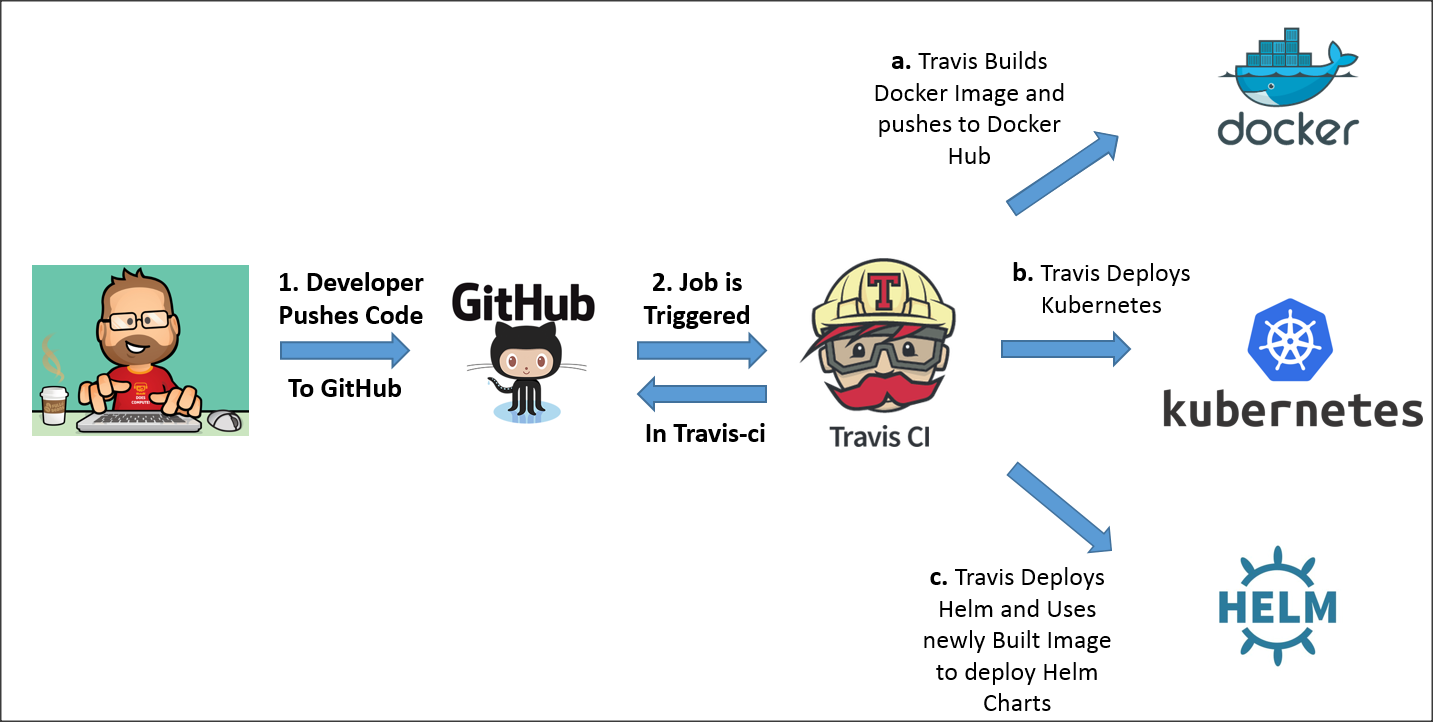 a. Travis Builds
Docker Image and
pushes to Docker
Hub
docker
1. Developer
Pushes Code
To GitHub
GitHub
2. Job is
Triggered
In Travis-ci
T
Travis CI
b. Travis Deploys
Kubernetes
kubernetes
c. Travis Deploys
Helm and Uses
newly Built Image
to deploy Helm
Charts
HELM